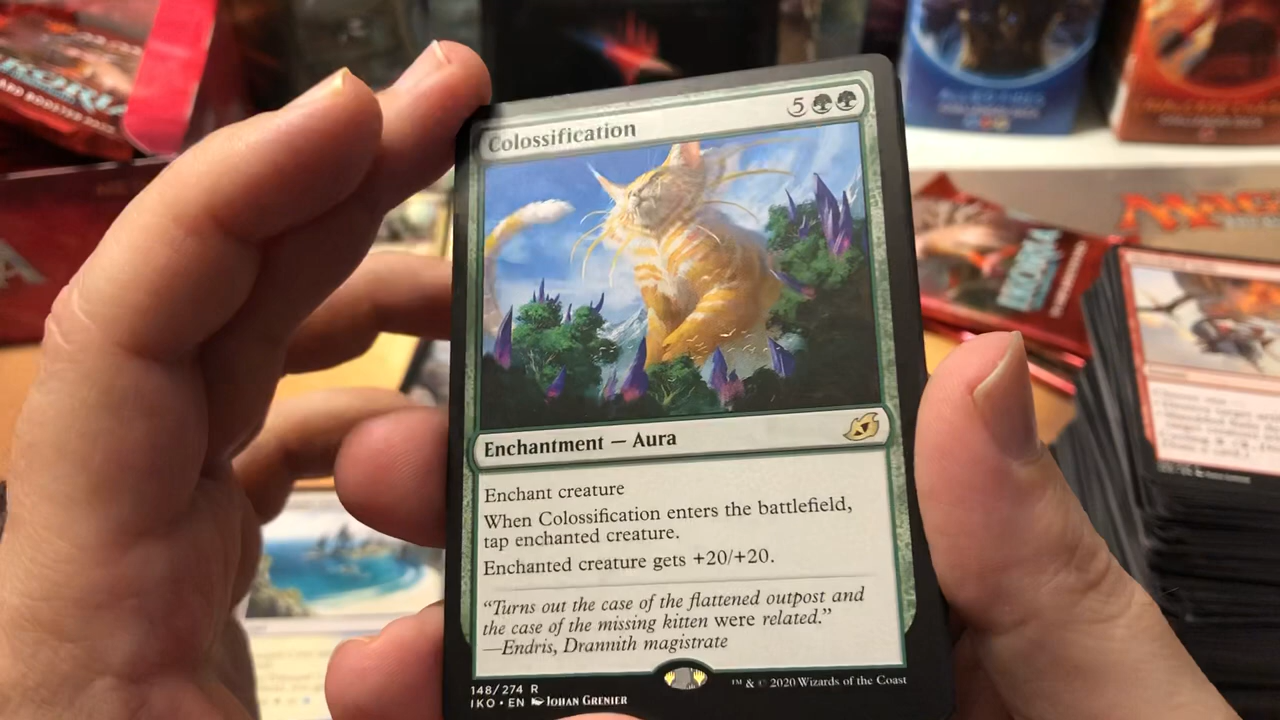 Colossification
5
Enchantment — Aura
Enchant creature
When Colossification enters the battlefield,
tap enchanted creature.
Enchanted creature gets +20/+20.
“Turns out the case of the flattened outpost and
the case of the missing kitten were related.”
—Endris, Drannith magistrate
148/274 R
IKO • EN Johan Grenier
™ & © 2020 Wizards of the Coast
IKORIA